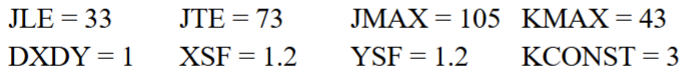 JLE = 33 JTE = 73 JMAX = 105 KMAX = 43
DXDY = 1 XSF = 1.2 YSF = 1.2 KCONST = 3